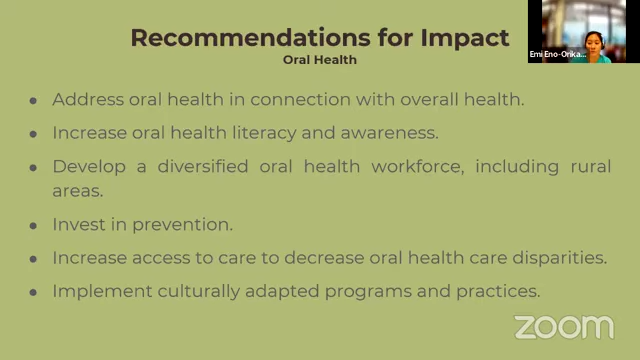 Recommendations for Impact
Oral Health
Emi Eno-Orika...
● Address oral health in connection with overall health.
● Increase oral health literacy and awareness.
● Develop a diversified oral health workforce, including rural
areas.
● Invest in prevention.
● Increase access to care to decrease oral health care disparities.
● Implement culturally adapted programs and practices.
zoom